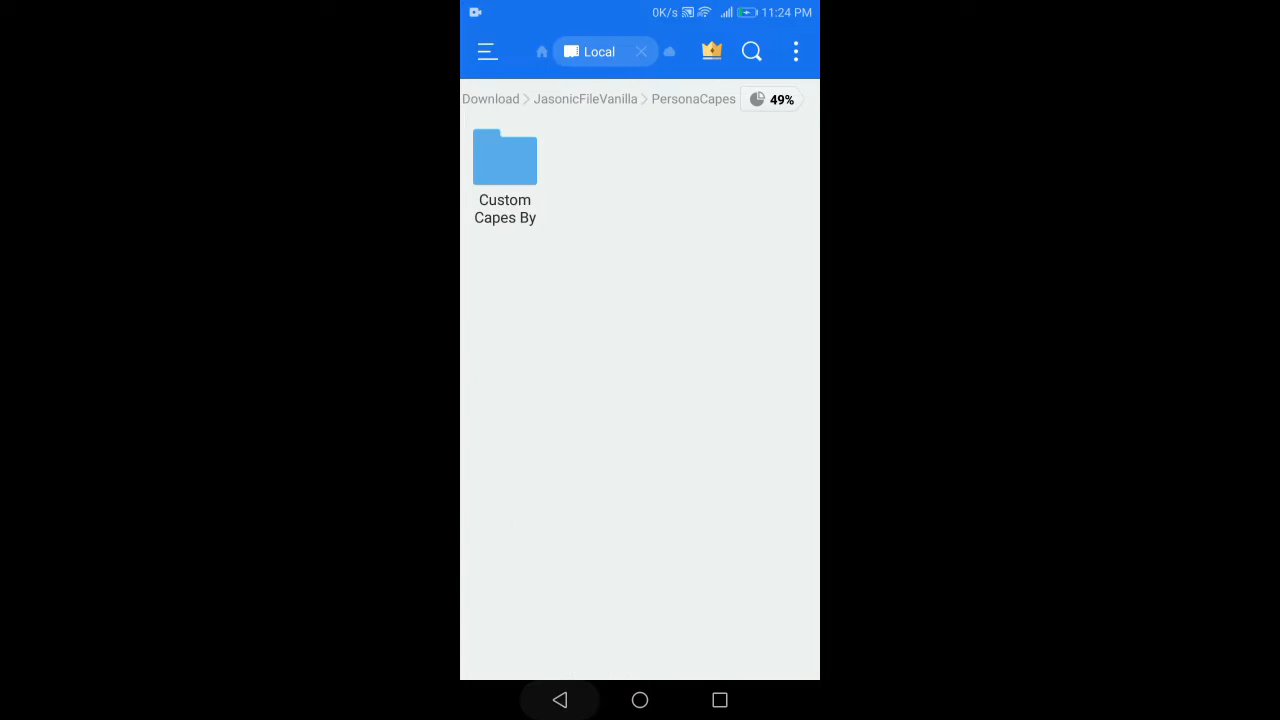 0K/s 11:24 PM
Local
Download JasonicFileVanilla PersonaCapes 49%
Custom
Capes By